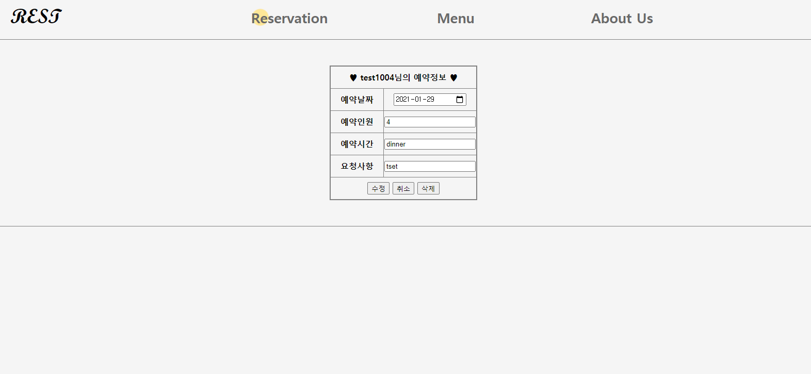 REST
Reservation Menu About Us
♥ test1004님의 예약정보 ♥
예약날짜 2021-01-29
예약인원 4
예약시간 dinner
요청사항 tset
수정 취소 삭제